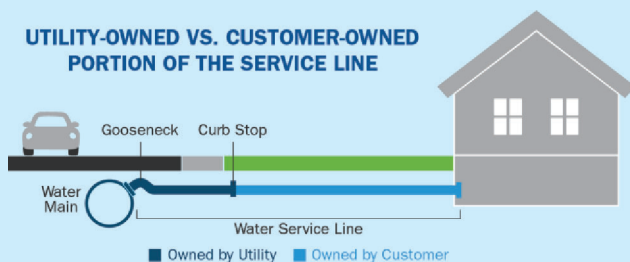 UTILITY-OWNED VS. CUSTOMER-OWNED
PORTION OF THE SERVICE LINE
Gooseneck
Curb Stop
Water
Main
Water Service Line
Owned by Utility
Owned by Customer